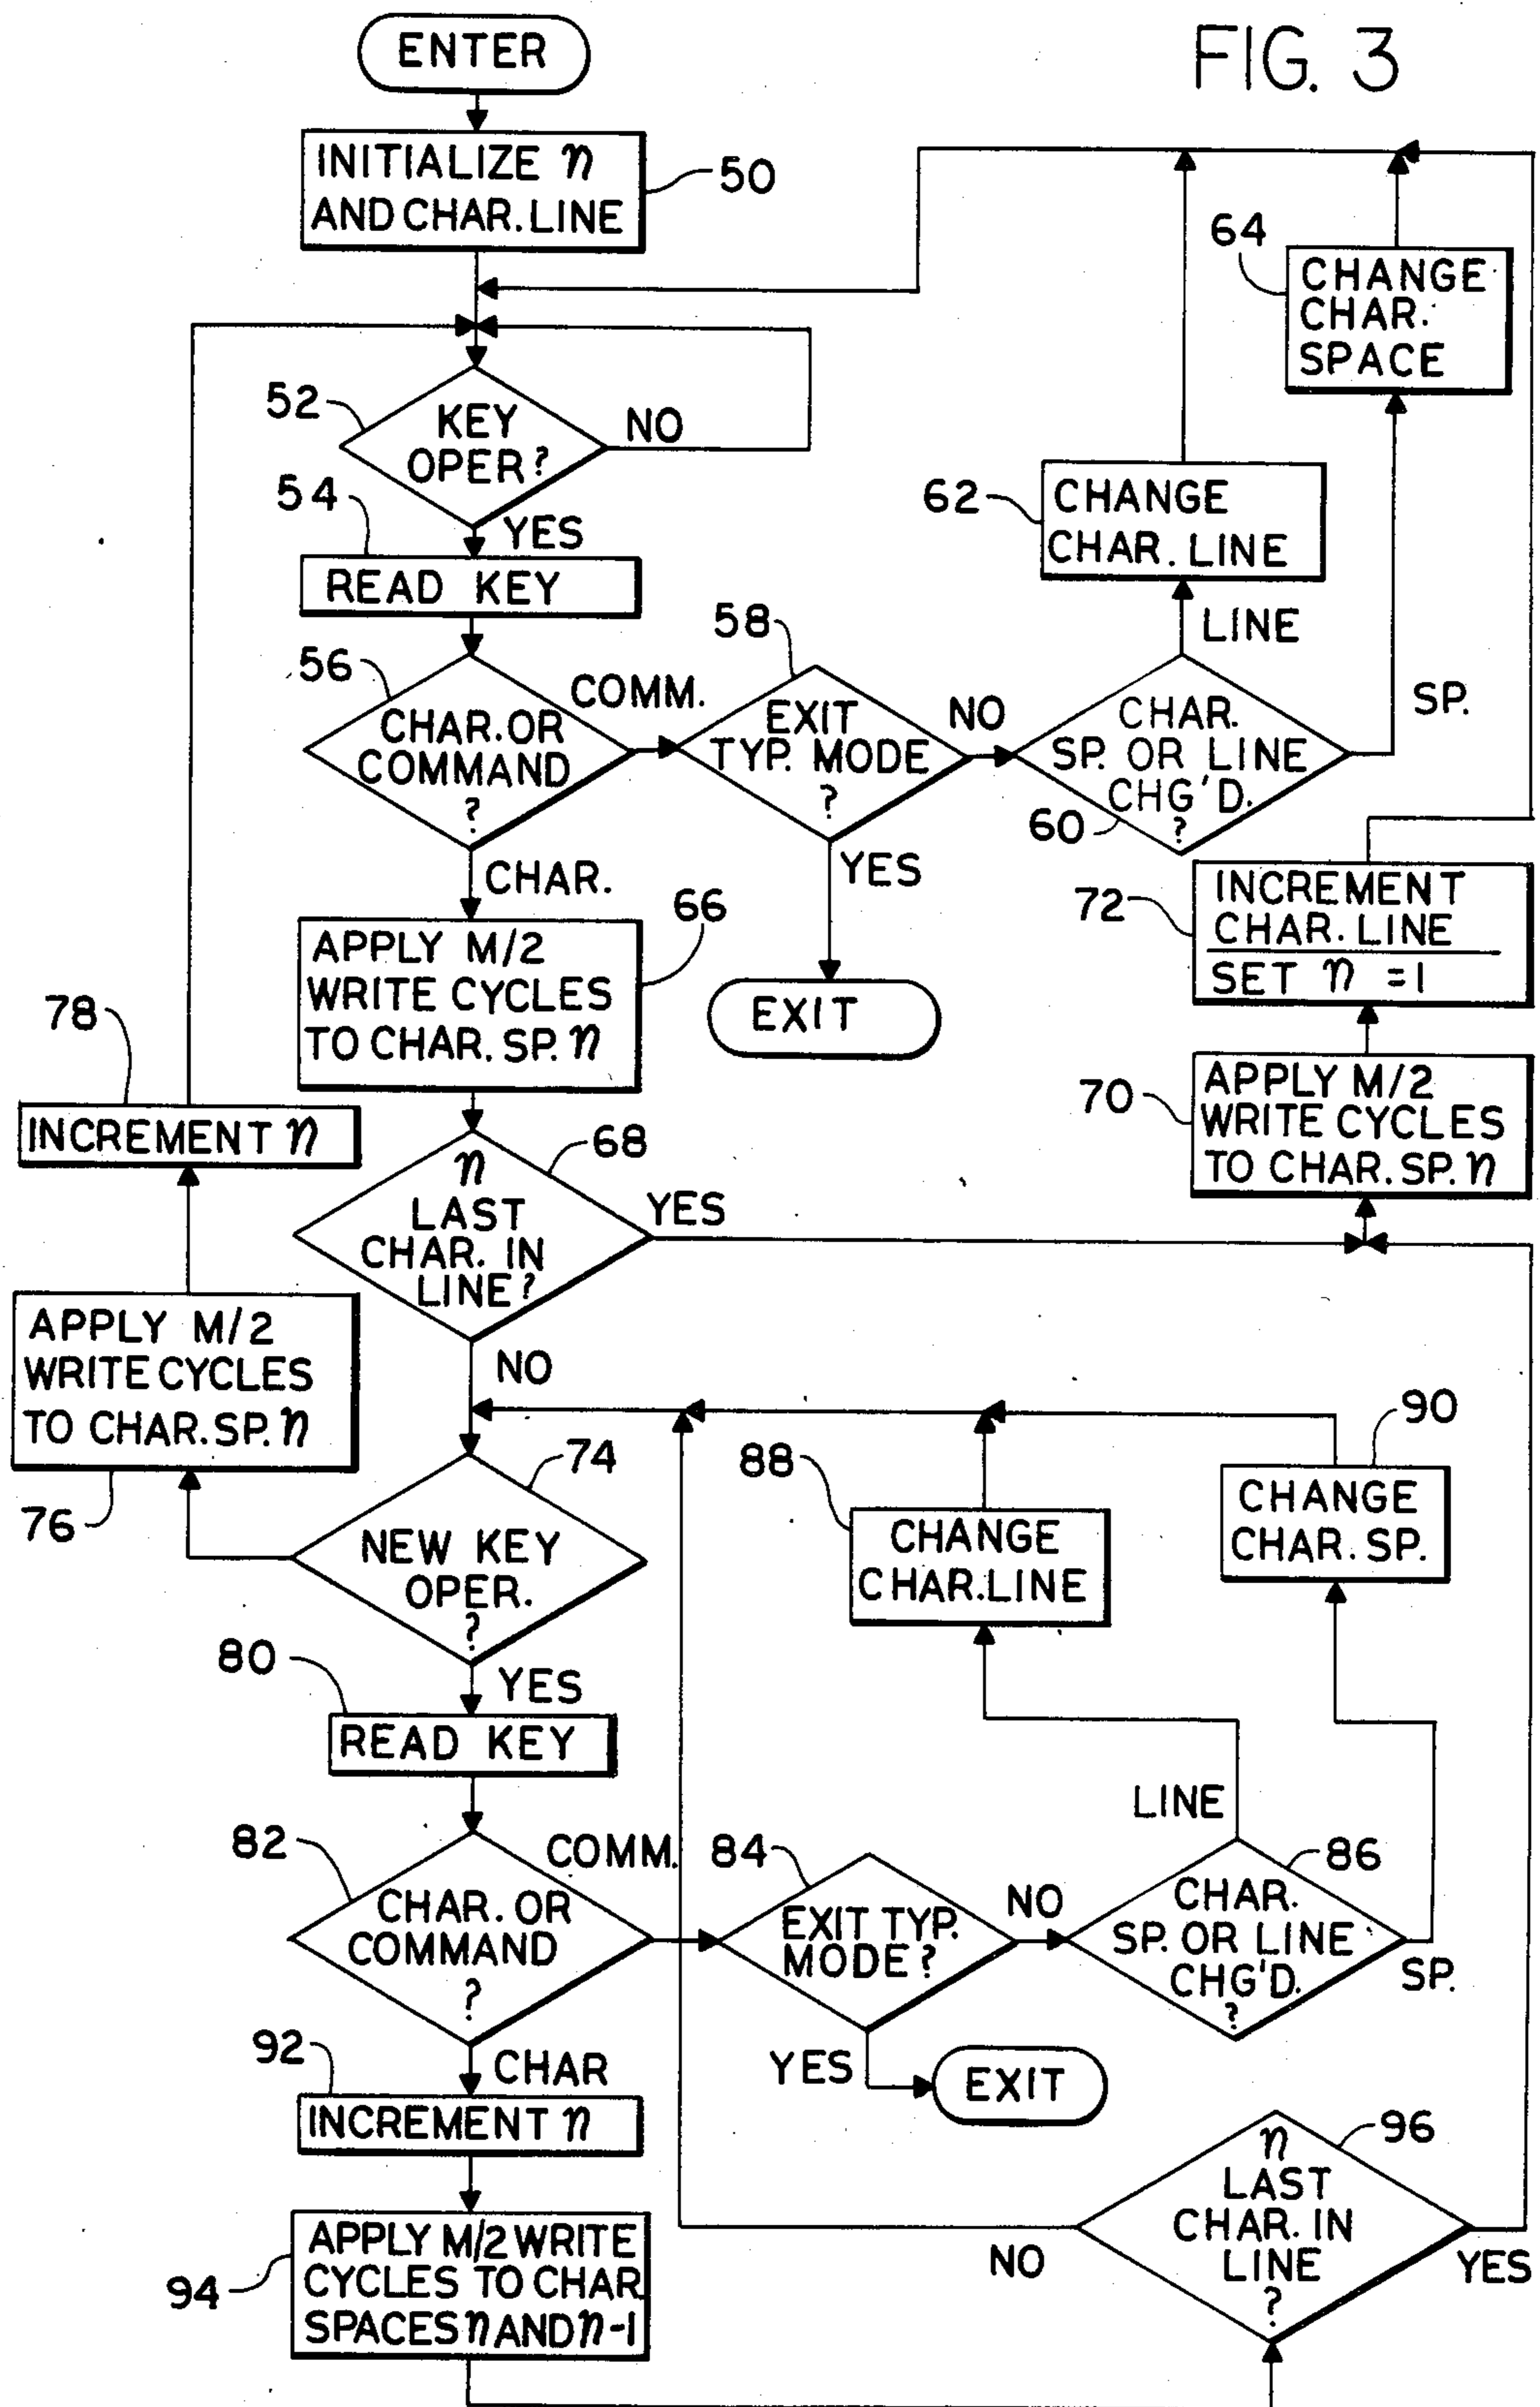 ENTER
FIG. 3
INITIALIZE n
AND CHAR. LINE
50
64
CHANGE
CHAR.
SPACE
52
KEY
OPER?
NO
54
YES
READ KEY
62
CHANGE
CHAR. LINE
LINE
58
56
CHAR. OR
COMMAND
?
COMM.
EXIT
TYP. MODE
?
NO
CHAR.
SP. OR LINE
CHG'D.
?
60
SP.
CHAR.
YES
EXIT
66
APPLY M/2
WRITE CYCLES
TO CHAR. SP. n
72
INCREMENT
CHAR. LINE
SET n = 1
70
APPLY M/2
WRITE CYCLES
TO CHAR. SP. n
78
INCREMENT n
68
n
LAST
CHAR. IN
LINE?
YES
NO
APPLY M/2
WRITE CYCLES
TO CHAR. SP. n
76
74
NEW KEY
OPER.
?
88
CHANGE
CHAR. LINE
90
CHANGE
CHAR. SP.
80
YES
READ KEY
82
CHAR. OR
COMMAND
?
COMM.
84
EXIT TYP.
MODE?
NO
LINE
86
CHAR.
SP. OR LINE
CHG'D.
?
SP.
YES
EXIT
92
CHAR
INCREMENT n
94
APPLY M/2 WRITE
CYCLES TO CHAR
SPACES n AND n-1
96
n
LAST
CHAR. IN
LINE
?
NO
YES